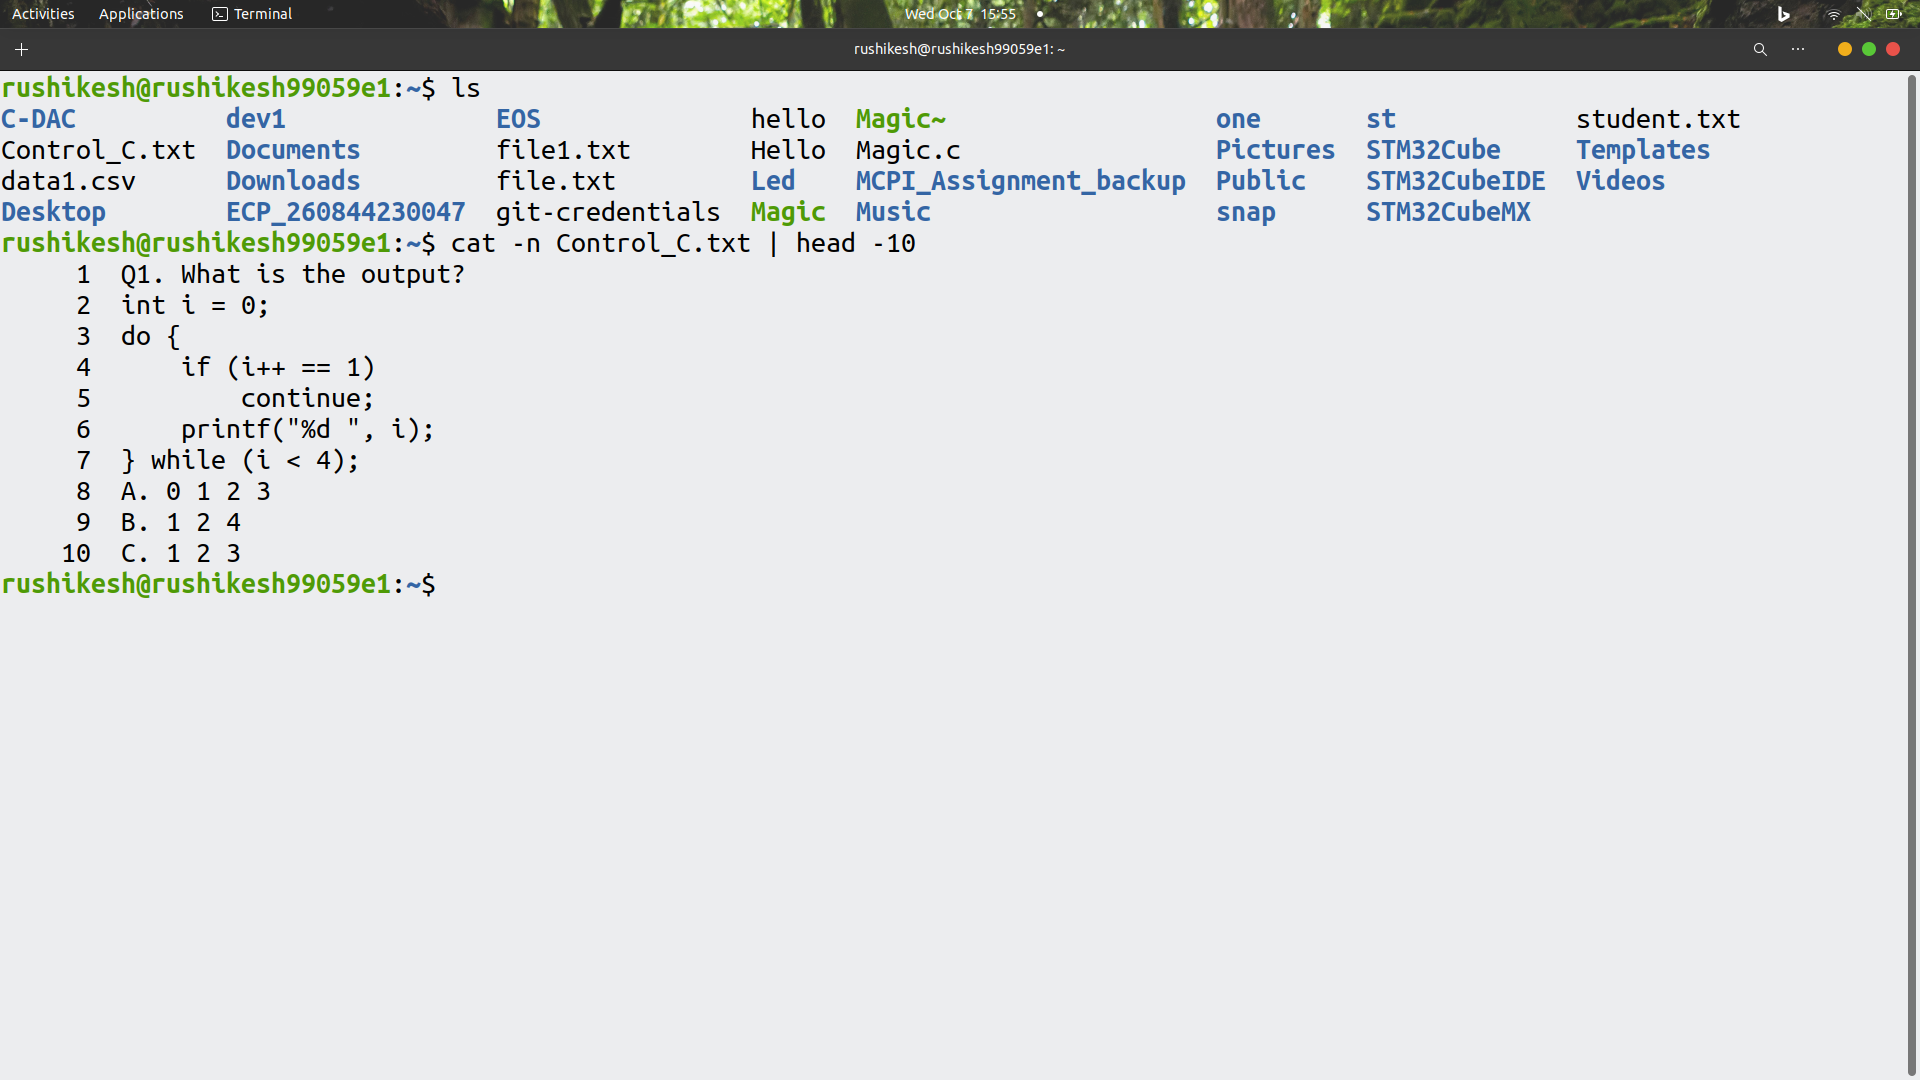 Activities Applications Terminal Wed Oct 7 15:55
rushikesh@rushikesh99059e1: ~
rushikesh@rushikesh99059e1:~$ ls
C-DAC dev1 EOS hello Magic~ one st student.txt
Control_C.txt Documents file1.txt Hello Magic.c Pictures STM32Cube Templates
data1.csv Downloads file.txt Led MCPI_Assignment_backup Public STM32CubeIDE Videos
Desktop ECP_260844230047 git-credentials Magic Music snap STM32CubeMX
rushikesh@rushikesh99059e1:~$ cat -n Control_C.txt | head -10
1 Q1. What is the output?
2 int i = 0;
3 do {
4 if (i++ == 1)
5 continue;
6 printf("%d ", i);
7 } while (i < 4);
8 A. 0 1 2 3
9 B. 1 2 4
10 C. 1 2 3
rushikesh@rushikesh99059e1:~$